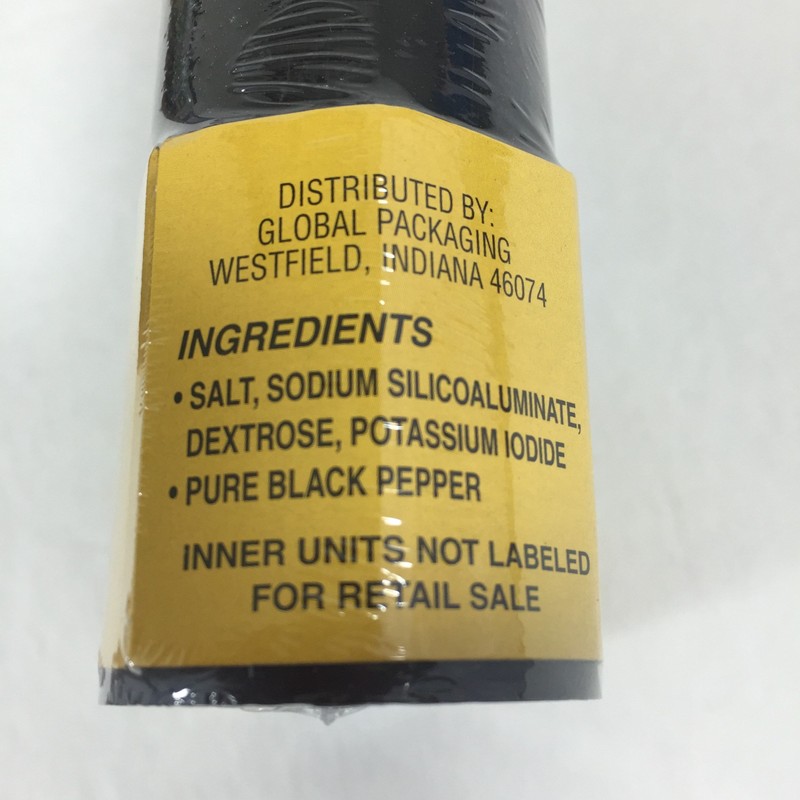 DISTRIBUTED BY:
GLOBAL PACKAGING
WESTFIELD, INDIANA 46074
INGREDIENTS
• SALT, SODIUM SILICOALUMINATE,
DEXTROSE, POTASSIUM IODIDE
• PURE BLACK PEPPER
INNER UNITS NOT LABELED
FOR RETAIL SALE